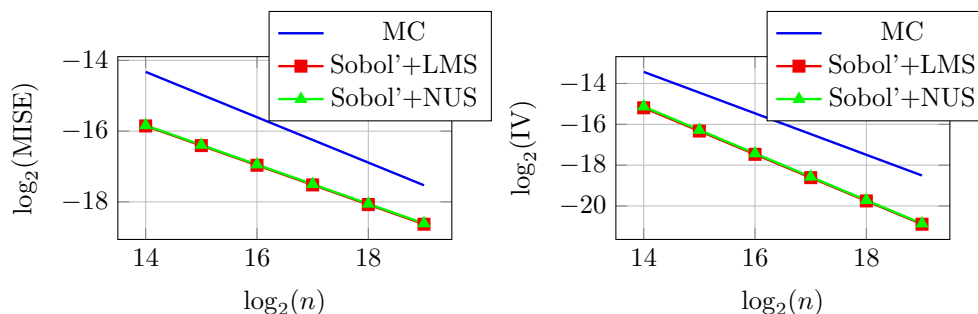 MC
Sobol'+LMS
Sobol'+NUS
−14
−16
−18
log₂(MISE)
14 16 18
log₂(n)
MC
Sobol'+LMS
Sobol'+NUS
−14
−16
−18
−20
log₂(IV)
14 16 18
log₂(n)